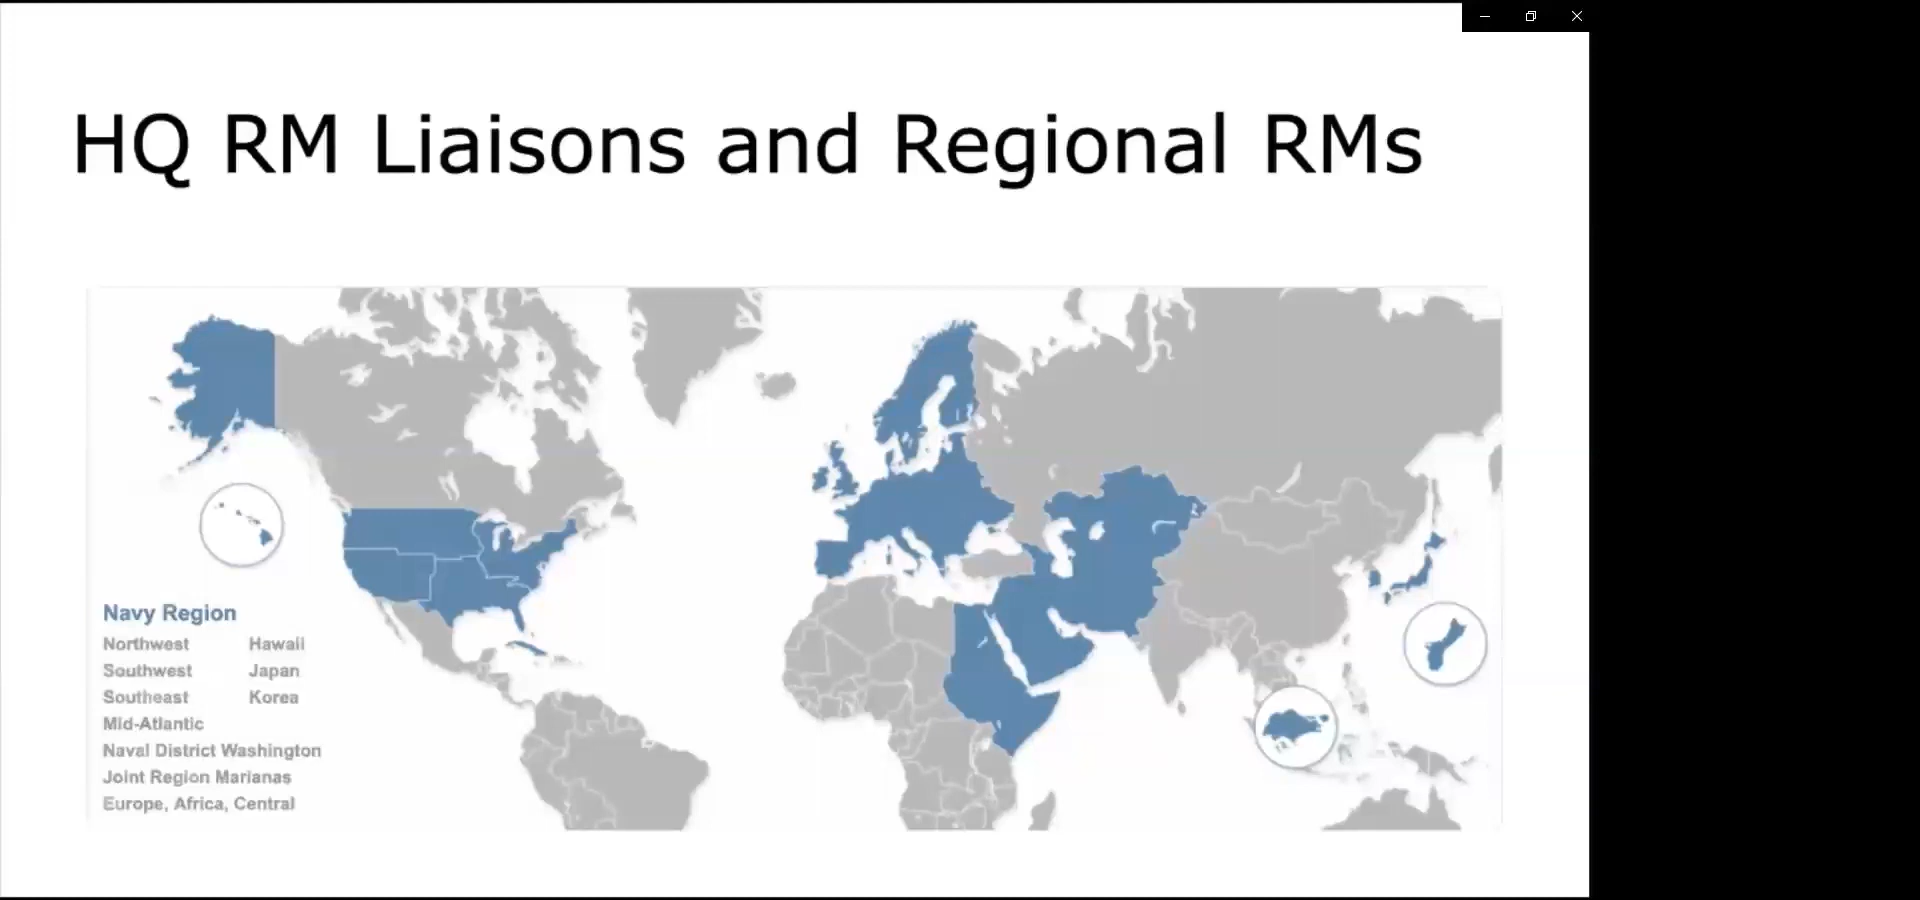 HQ RM Liaisons and Regional RMs
Navy Region
Northwest Hawaii
Southwest Japan
Southeast Korea
Mid-Atlantic
Naval District Washington
Joint Region Marianas
Europe, Africa, Central